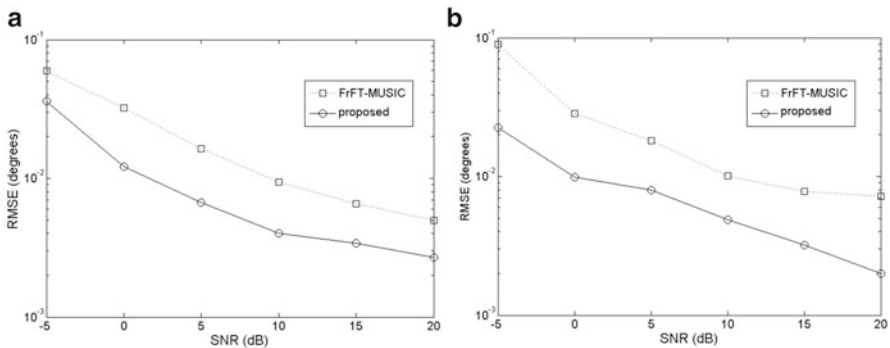 a
RMSE (degrees)
10^-1
10^-2
10^-3
FrFT-MUSIC
proposed
-5 0 5 10 15 20
SNR (dB)
b
RMSE (degrees)
10^-1
10^-2
10^-3
FrFT-MUSIC
proposed
-5 0 5 10 15 20
SNR (dB)